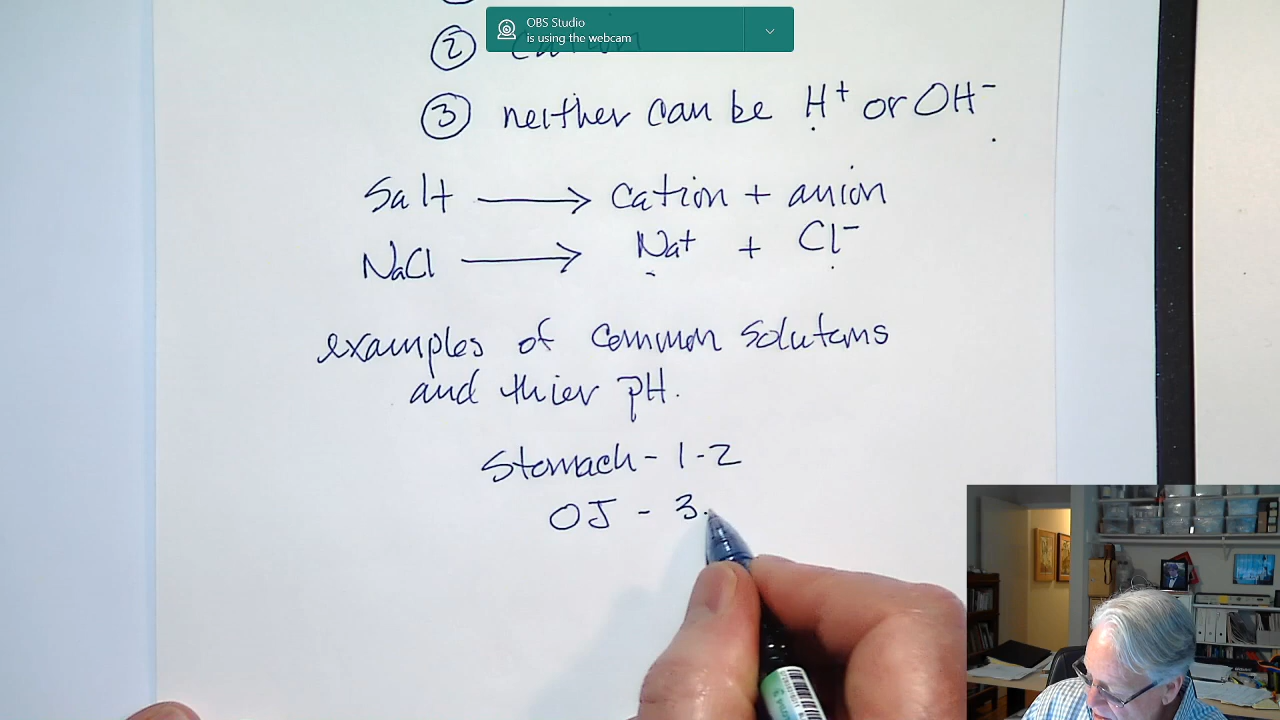 OBS Studio
is using the webcam
② cation
③ neither can be H⁺ or OH⁻
Salt ⟶ cation + anion
NaCl ⟶ Na⁺ + Cl⁻
examples of common solutions
and thier pH.
Stomach - 1-2
OJ - 3.